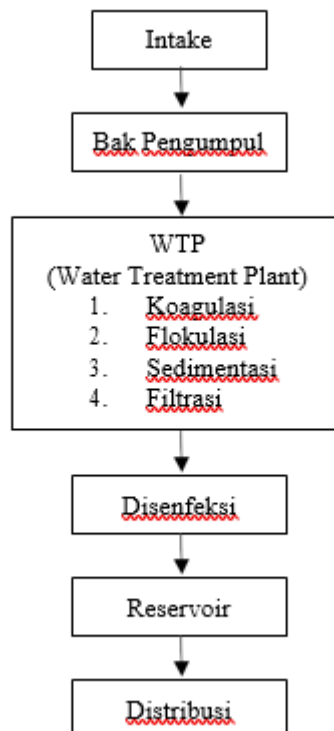 Intake
Bak Pengumpul
WTP
(Water Treatment Plant)
1. Koagulasi
2. Flokulasi
3. Sedimentasi
4. Filtrasi
Disenfeksi
Reservoir
Distribusi